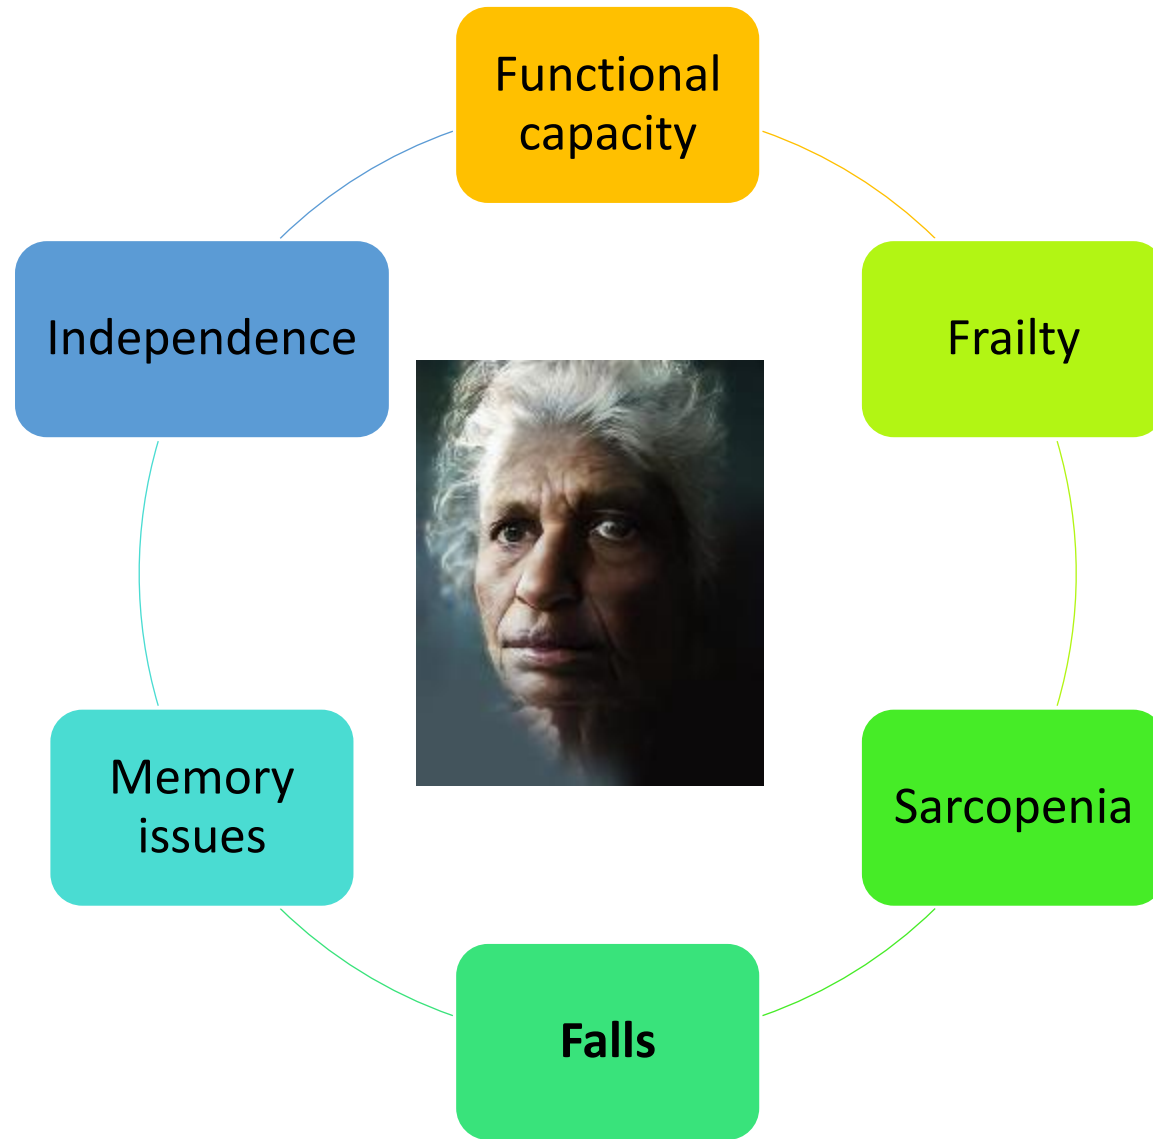 Functional
capacity
Independence
Frailty
Memory
issues
Sarcopenia
Falls